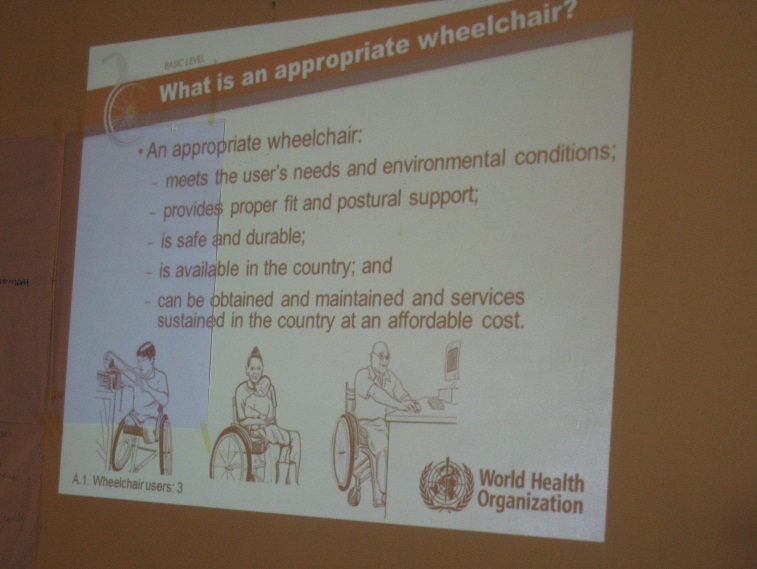 BASIC LEVEL
What is an appropriate wheelchair?
• An appropriate wheelchair:
- meets the user's needs and environmental conditions;
- provides proper fit and postural support;
- is safe and durable;
- is available in the country; and
- can be obtained and maintained and services
sustained in the country at an affordable cost.
A.1. Wheelchair users: 3
World Health
Organization